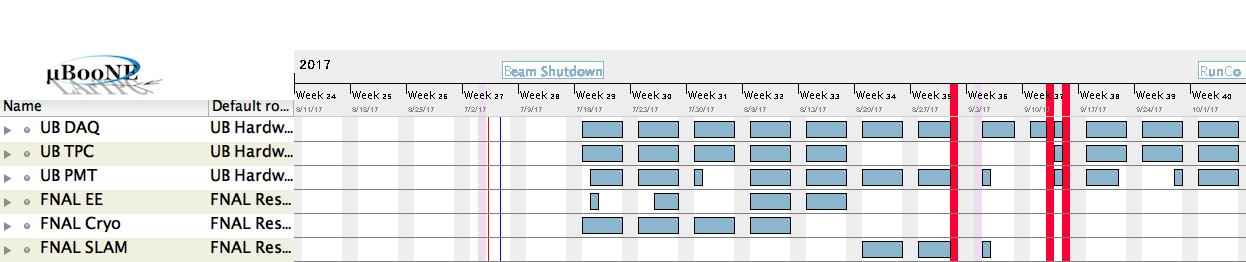 µBooNE
2017
Beam Shutdown
RunCo
Week 24 Week 25 Week 26 Week 27 Week 28 Week 29 Week 30 Week 31 Week 32 Week 33 Week 34 Week 35 Week 36 Week 37 Week 38 Week 39 Week 40
6/11/17 6/18/17 6/25/17 7/2/17 7/9/17 7/16/17 7/23/17 7/30/17 8/6/17 8/13/17 8/20/17 8/27/17 9/3/17 9/10/17 9/17/17 9/24/17 10/1/17
Name Default ro...
UB DAQ UB Hardw...
UB TPC UB Hardw...
UB PMT UB Hardw...
FNAL EE FNAL Res...
FNAL Cryo FNAL Res...
FNAL SLAM FNAL Res...